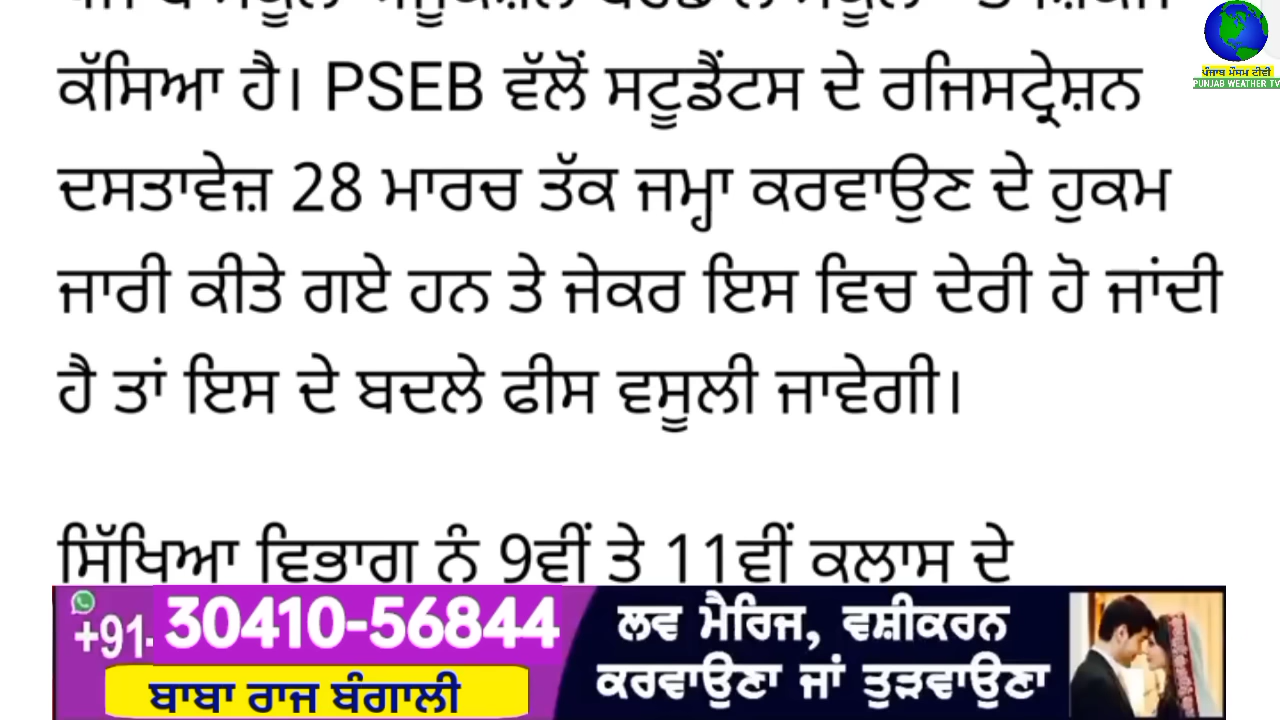 ਕੱਸਿਆ ਹੈ। PSEB ਵੱਲੋਂ ਸਟੂਡੈਂਟਸ ਦੇ ਰਜਿਸਟ੍ਰੇਸ਼ਨ
ਦਸਤਾਵੇਜ਼ 28 ਮਾਰਚ ਤੱਕ ਜਮ੍ਹਾ ਕਰਵਾਉਣ ਦੇ ਹੁਕਮ
ਜਾਰੀ ਕੀਤੇ ਗਏ ਹਨ ਤੇ ਜੇਕਰ ਇਸ ਵਿਚ ਦੇਰੀ ਹੋ ਜਾਂਦੀ
ਹੈ ਤਾਂ ਇਸ ਦੇ ਬਦਲੇ ਫੀਸ ਵਸੂਲੀ ਜਾਵੇਗੀ।
ਸਿੱਖਿਆ ਵਿਭਾਗ ਨੇ 9ਵੀਂ ਤੇ 11ਵੀਂ ਕਲਾਸ ਦੇ
+91. 30410-56844
ਬਾਬਾ ਰਾਜ ਬੰਗਾਲੀ
ਲਵ ਮੈਰਿਜ, ਵਸ਼ੀਕਰਨ
ਕਰਵਾਉਣਾ ਜਾਂ ਤੁੜਵਾਉਣਾ
ਪੰਜਾਬ ਮੌਸਮ ਟੀਵੀ
PUNJAB WEATHER TV